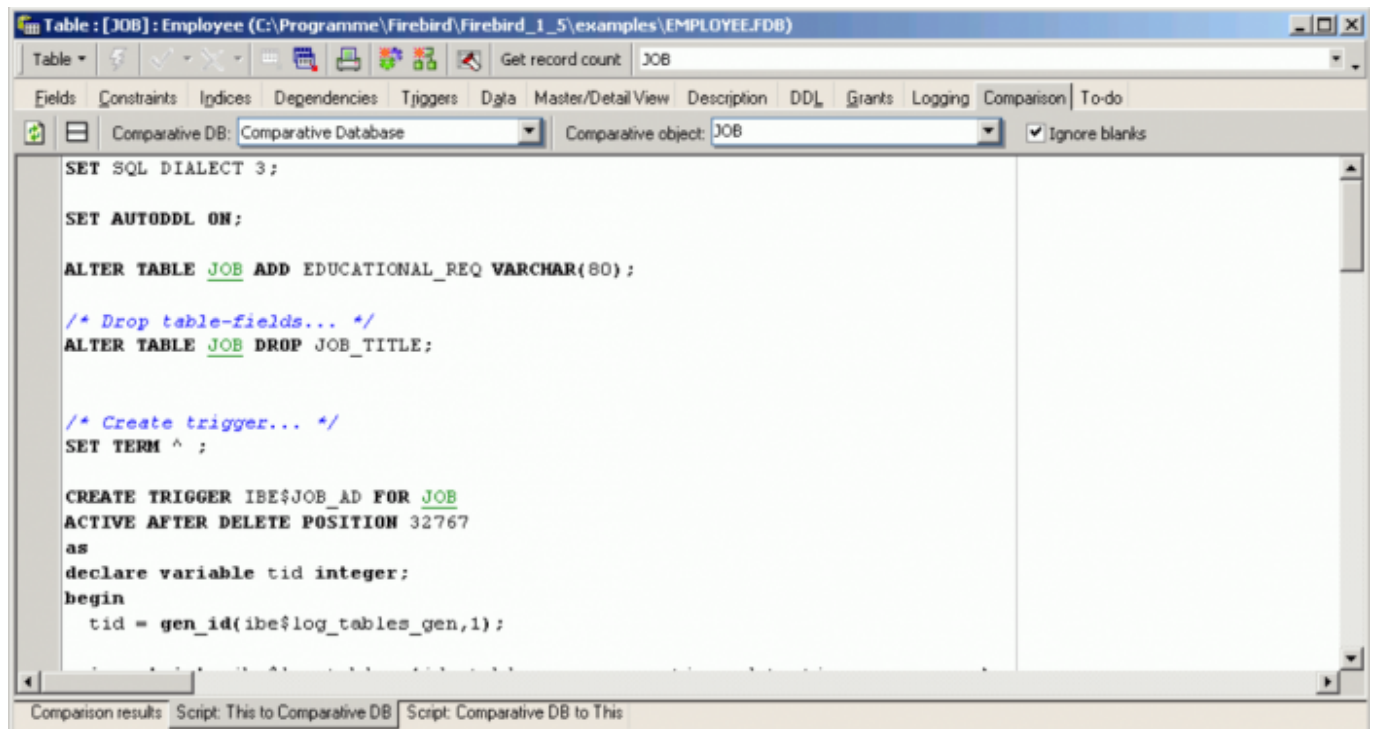 Table : [JOB] : Employee (C:\Programme\Firebird\Firebird_1_5\examples\EMPLOYEE.FDB)
Table Get record count JOB
Fields Constraints Indices Dependencies Triggers Data Master/Detail View Description DDL Grants Logging Comparison To-do
Comparative DB: Comparative Database Comparative object: JOB Ignore blanks
SET SQL DIALECT 3;
SET AUTODDL ON;
ALTER TABLE JOB ADD EDUCATIONAL_REQ VARCHAR(80);
/* Drop table-fields... */
ALTER TABLE JOB DROP JOB_TITLE;
/* Create trigger... */
SET TERM ^ ;
CREATE TRIGGER IBE$JOB_AD FOR JOB
ACTIVE AFTER DELETE POSITION 32767
as
declare variable tid integer;
begin
tid = gen_id(ibe$log_tables_gen,1);
Comparison results Script: This to Comparative DB Script: Comparative DB to This